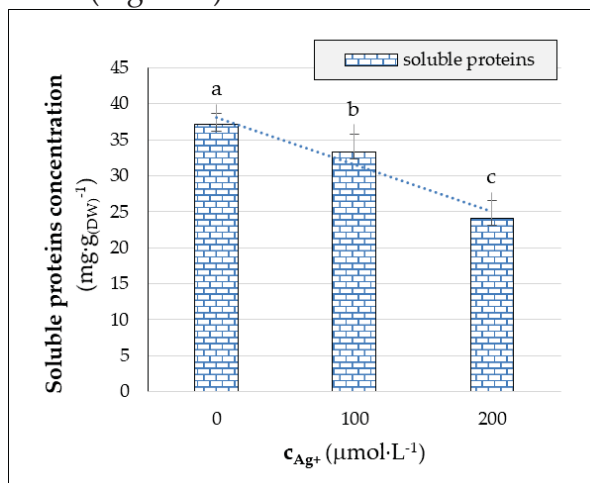 soluble proteins
Soluble proteins concentration
(mg·g(DW)⁻¹)
45
40
35
30
25
20
15
10
5
0
a
b
c
0 100 200
cAg+ (µmol·L⁻¹)